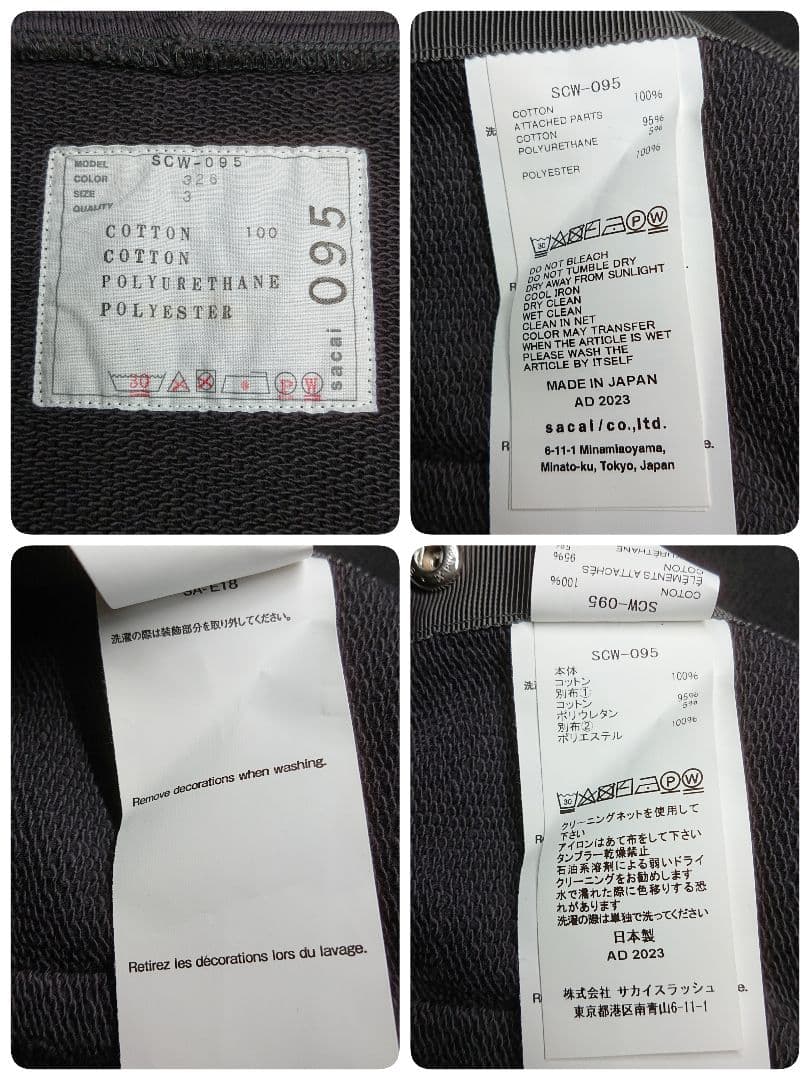 MODEL SCW-095
COLOR 326
SIZE 3
QUALITY
COTTON 100
COTTON
POLYURETHANE
POLYESTER
30 P W
sacai 095
SCW-095
COTTON 100%
ATTACHED PARTS
COTTON 95%
POLYURETHANE 5%
POLYESTER 100%
洗
30 P W
DO NOT BLEACH
DO NOT TUMBLE DRY
DRY AWAY FROM SUNLIGHT
COOL IRON
DRY CLEAN
WET CLEAN
CLEAN IN NET
COLOR MAY TRANSFER
WHEN THE ARTICLE IS WET
PLEASE WASH THE
ARTICLE BY ITSELF
MADE IN JAPAN
AD 2023
sacai/co.,ltd.
6-11-1 Minamiaoyama,
Minato-ku, Tokyo, Japan
R
e.
SA-E18
洗濯の際は装飾部分を取り外してください。
Remove decorations when washing.
Retirez les décorations lors du lavage.
SCW-095
COTON 100%
ÉLÉMENTS ATTACHÉS
COTON 95%
SCW-095
本体
コットン 100%
別布①
コットン 95%
ポリウレタン 5%
別布②
ポリエステル 100%
洗
30 P W
クリーニングネットを使用して
下さい
アイロンはあて布をして下さい
タンブラー乾燥禁止
石油系溶剤による弱いドライ
クリーニングをお勧めします
水で濡れた際に色移りする恐
れがあります
洗濯の際は単独で洗ってください
日本製
AD 2023
株式会社 サカイスラッシュ
東京都港区南青山6-11-1
R
e.